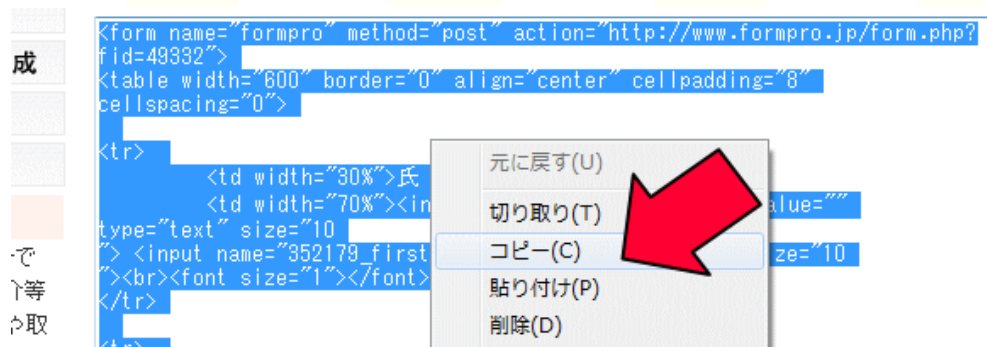 <form name="formpro" method="post" action="http://www.formpro.jp/form.php?
fid=49332">
<table width="600" border="0" align="center" cellpadding="8"
cellspacing="0">
<tr>
<td width="30%">氏
<td width="70%"><in
alue=""
type="text" size="10
"> <input name="352179_first
ze="10
"><br><font size="1"></font>
</tr>
<tr>
成
で
等
や取
元に戻す(U)
切り取り(T)
コピー(C)
貼り付け(P)
削除(D)